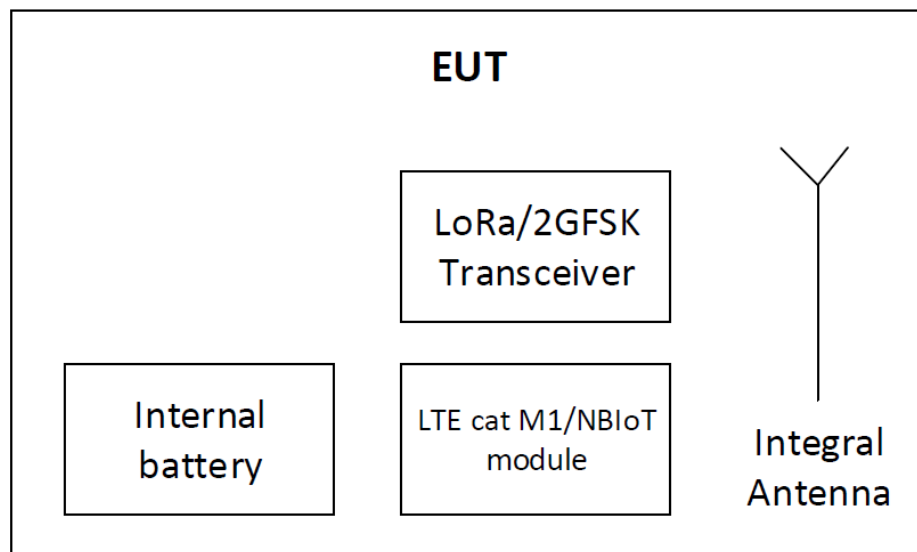 EUT
LoRa/2GFSK
Transceiver
Internal
battery
LTE cat M1/NBIoT
module
Integral
Antenna